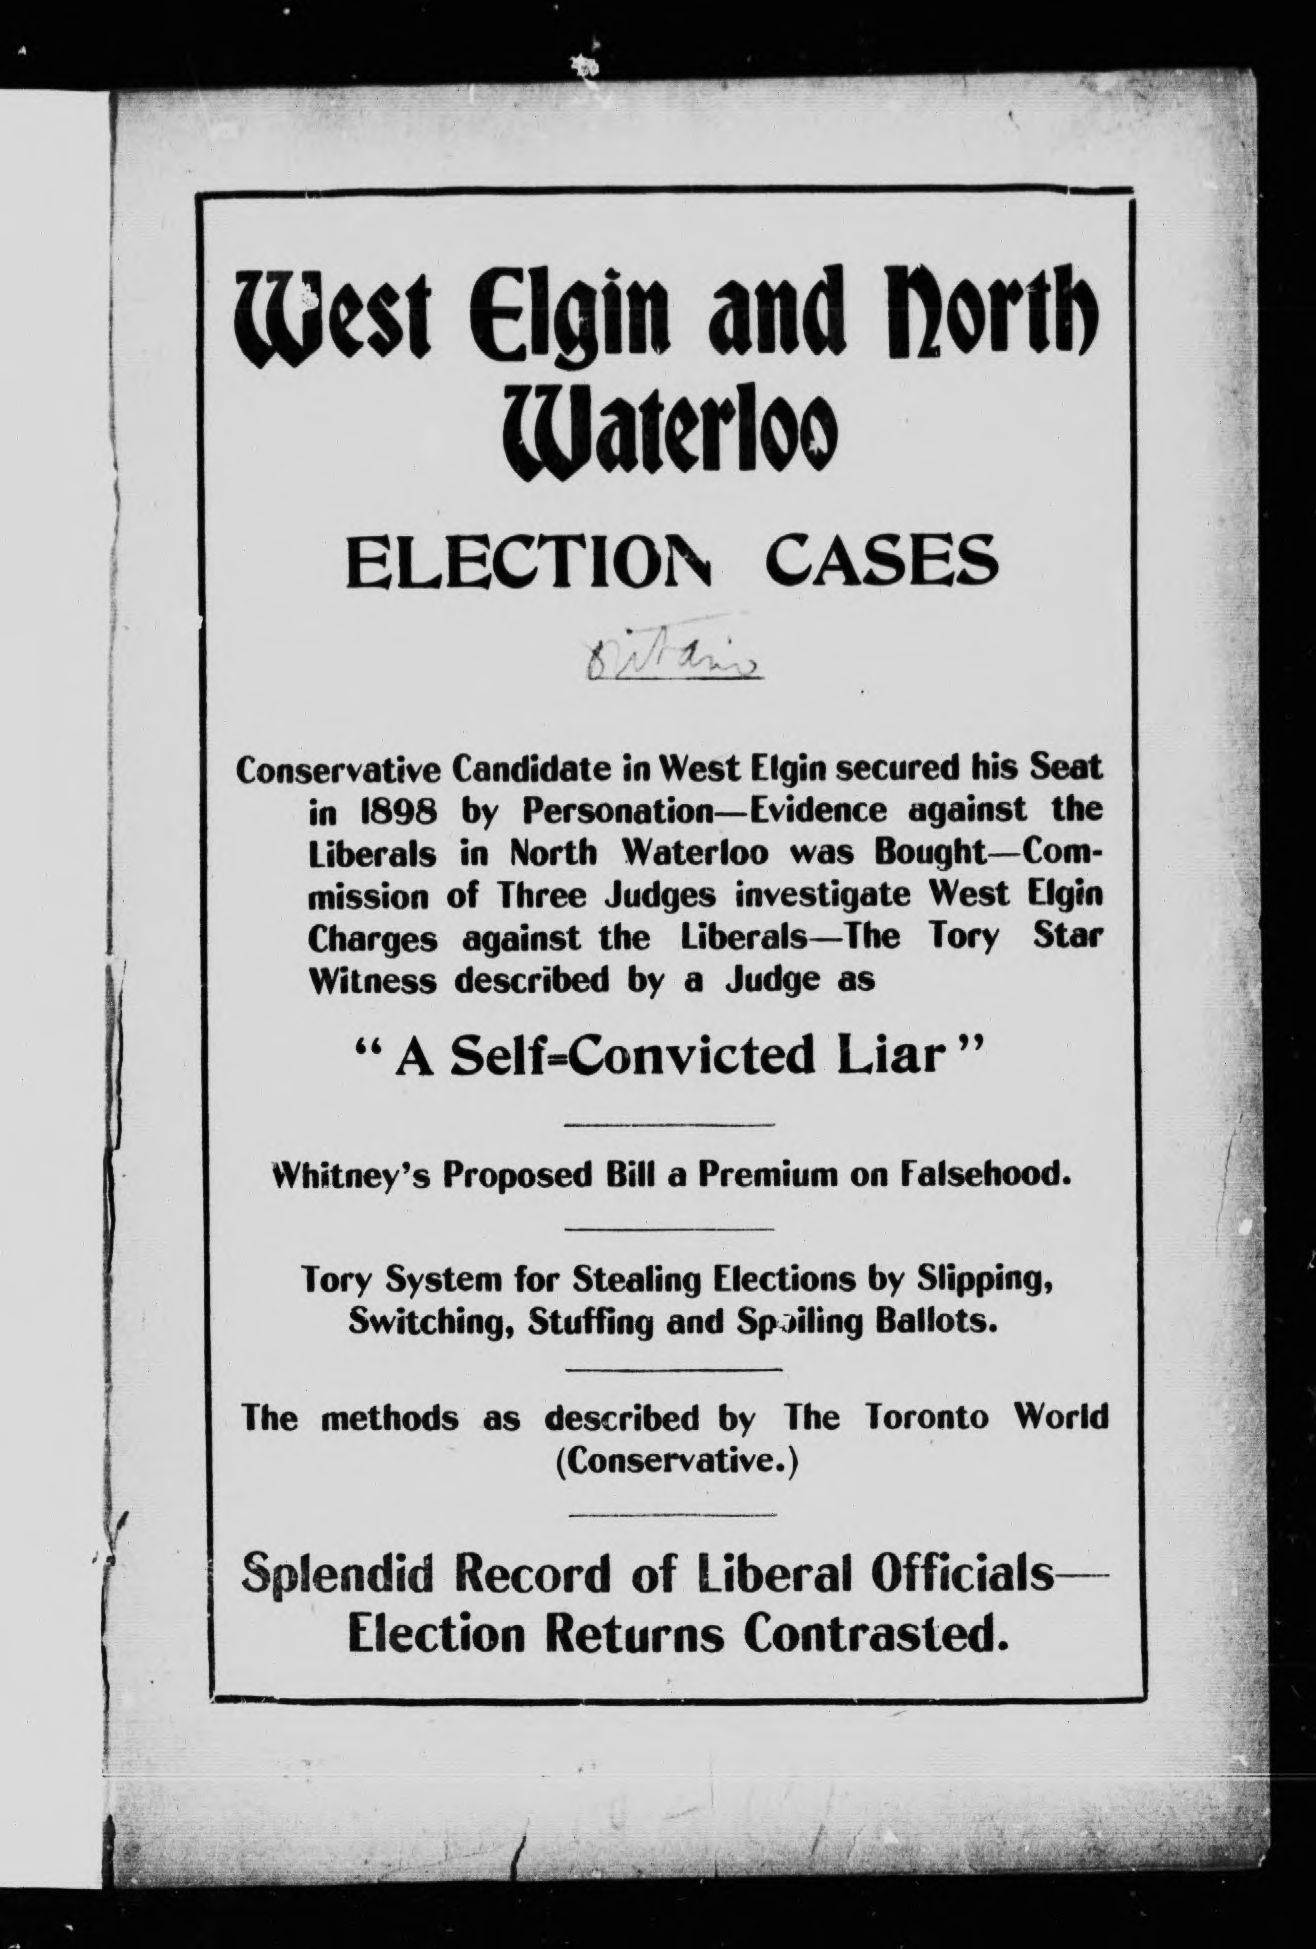 West Elgin and North
Waterloo
ELECTION CASES
Ontario
Conservative Candidate in West Elgin secured his Seat
in 1898 by Personation—Evidence against the
Liberals in North Waterloo was Bought—Com-
mission of Three Judges investigate West Elgin
Charges against the Liberals—The Tory Star
Witness described by a Judge as
“A Self-Convicted Liar”
Whitney's Proposed Bill a Premium on Falsehood.
Tory System for Stealing Elections by Slipping,
Switching, Stuffing and Spoiling Ballots.
The methods as described by The Toronto World
(Conservative.)
Splendid Record of Liberal Officials—
Election Returns Contrasted.